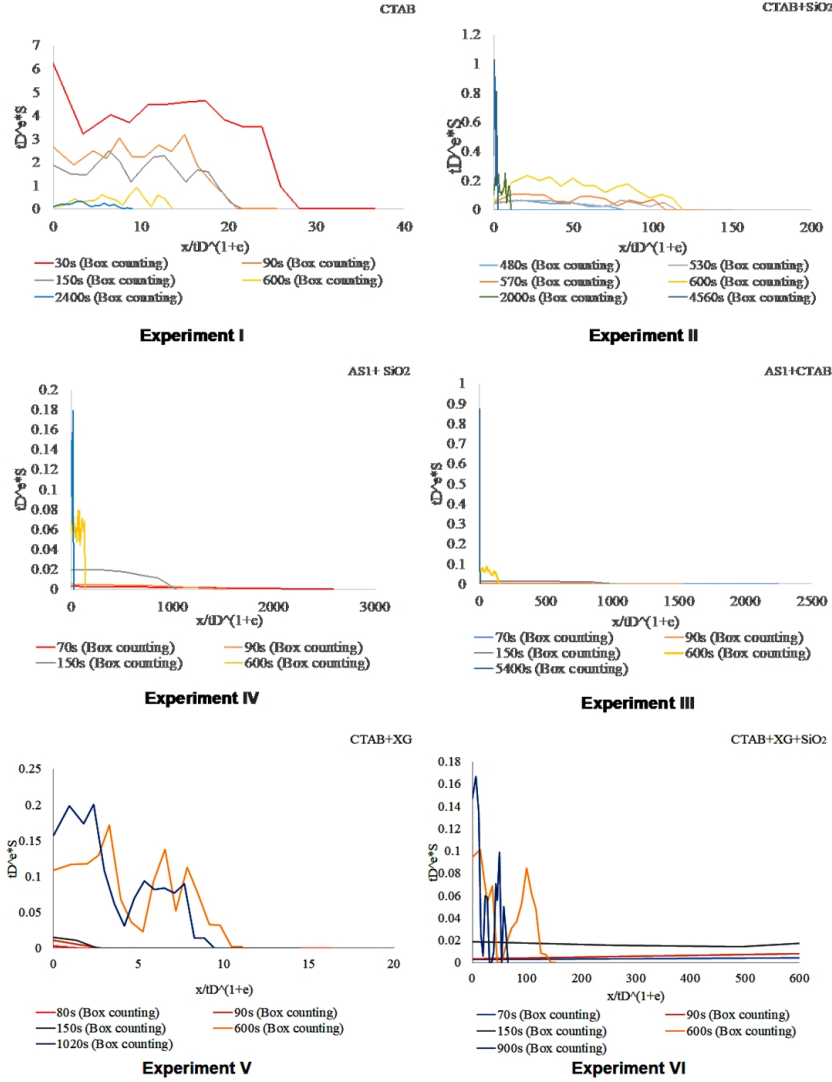 CTAB
7
6
5
4
3
2
1
0
tD^e*S
0 10 20 30 40
x/tD^(1+e)
30s (Box counting) 90s (Box counting)
150s (Box counting) 600s (Box counting)
2400s (Box counting)
Experiment I
CTAB+SiO2
1.2
1
0.8
0.6
0.4
0.2
0
tD^e*S
0 50 100 150 200
x/tD^(1+e)
480s (Box counting) 530s (Box counting)
570s (Box counting) 600s (Box counting)
2000s (Box counting) 4560s (Box counting)
Experiment II
AS1+ SiO2
0.2
0.18
0.16
0.14
0.12
0.1
0.08
0.06
0.04
0.02
0
tD^e*S
0 1000 2000 3000
x/tD^(1+e)
70s (Box counting) 90s (Box counting)
150s (Box counting) 600s (Box counting)
Experiment IV
AS1+CTAB
1
0.9
0.8
0.7
0.6
0.5
0.4
0.3
0.2
0.1
0
tD^e*S
0 500 1000 1500 2000 2500
x/tD^(1+e)
70s (Box counting) 90s (Box counting)
150s (Box counting) 600s (Box counting)
5400s (Box counting)
Experiment III
CTAB+XG
0.25
0.2
0.15
0.1
0.05
0
tD^e*S
0 5 10 15 20
x/tD^(1+e)
80s (Box counting) 90s (Box counting)
150s (Box counting) 600s (Box counting)
1020s (Box counting)
Experiment V
CTAB+XG+SiO2
0.18
0.16
0.14
0.12
0.1
0.08
0.06
0.04
0.02
0
tD^e*S
0 100 200 300 400 500 600
x/tD^(1+e)
70s (Box counting) 90s (Box counting)
150s (Box counting) 600s (Box counting)
900s (Box counting)
Experiment VI